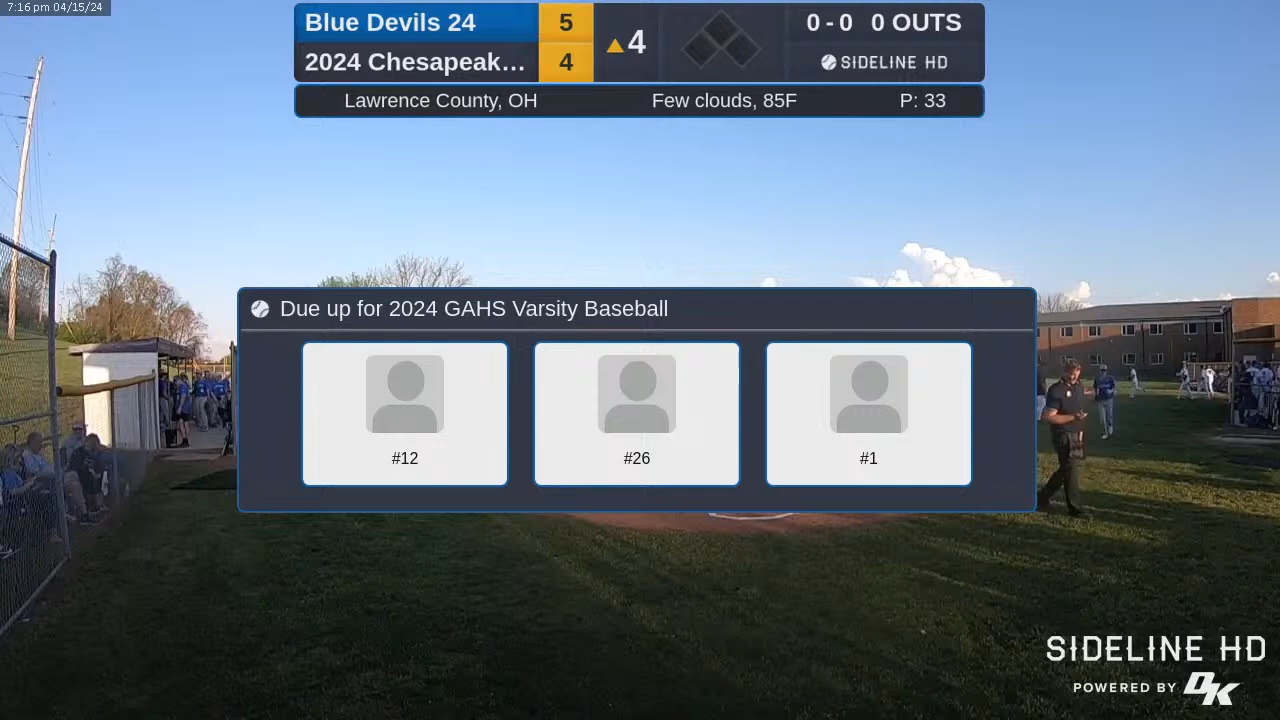 7:16 pm 04/15/24
Blue Devils 24 5 ▲4 0 - 0 0 OUTS
2024 Chesapeak... 4 SIDELINE HD
Lawrence County, OH Few clouds, 85F P: 33
Due up for 2024 GAHS Varsity Baseball
#12 #26 #1
SIDELINE HD
POWERED BY DK